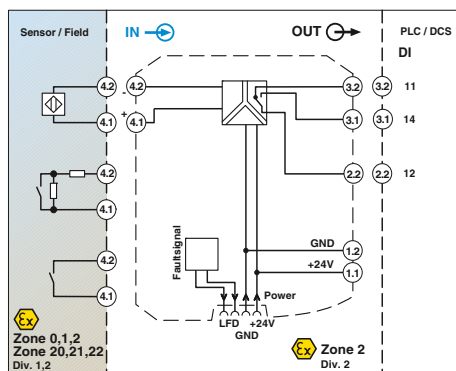 Sensor / Field
IN
OUT
PLC / DCS
DI
4.2
-
4.2
3.2
3.2
11
4.1
+
4.1
3.1
3.1
14
4.2
2.2
2.2
12
4.1
GND
1.2
4.2
+24V
1.1
Faultsignal
4.1
Power
LFD
+24V
GND
Ex
Zone 0,1,2
Zone 20,21,22
Div. 1,2
Ex
Zone 2
Div. 2